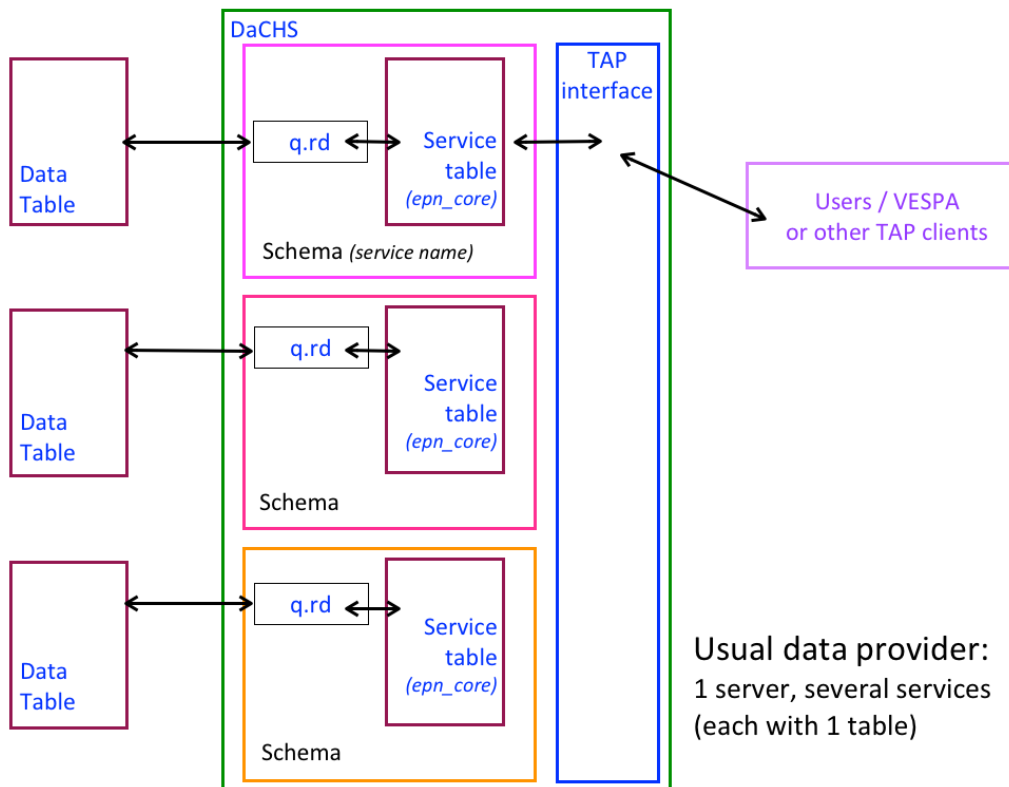 DaCHS
TAP
interface
Data
Table
q.rd
Service
table
(epn_core)
Schema (service name)
Users / VESPA
or other TAP clients
Data
Table
q.rd
Service
table
(epn_core)
Schema
Data
Table
q.rd
Service
table
(epn_core)
Schema
Usual data provider:
1 server, several services
(each with 1 table)